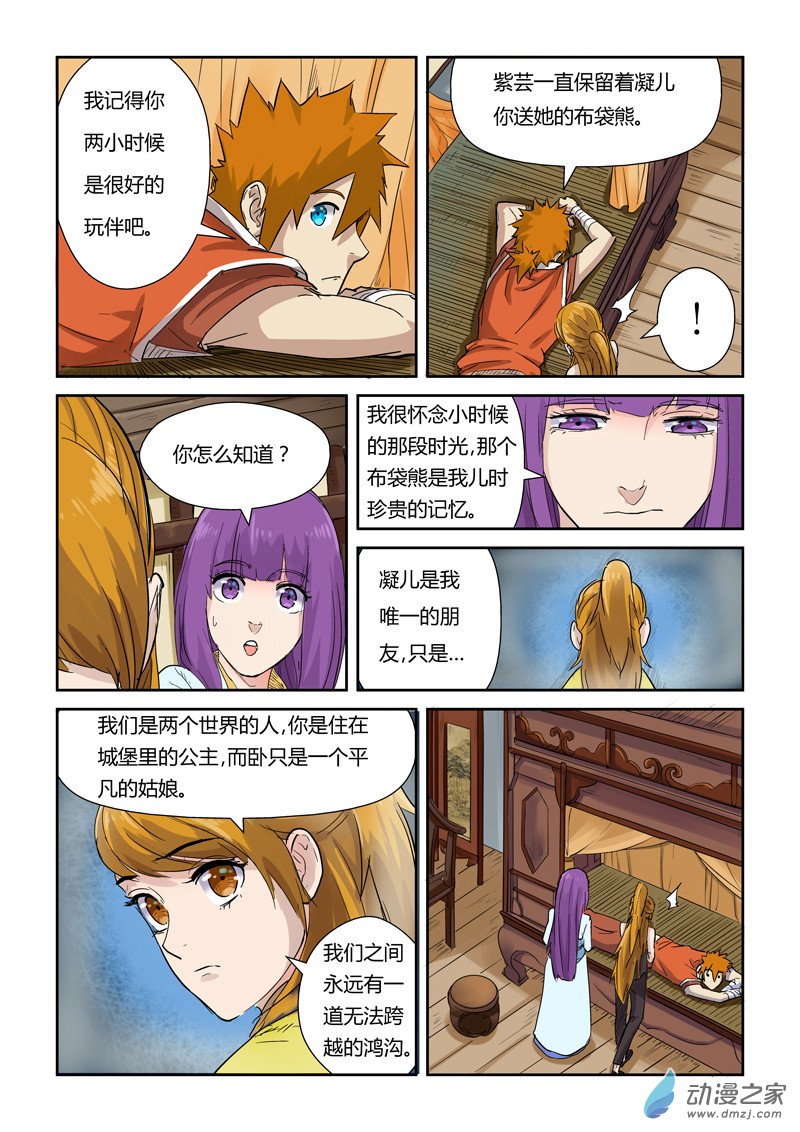 我记得你
两小时候
是很好的
玩伴吧。
紫芸一直保留着凝儿
你送她的布袋熊。
！
你怎么知道？
我很怀念小时候
的那段时光,那个
布袋熊是我儿时
珍贵的记忆。
凝儿是我
唯一的朋
友,只是…
我们是两个世界的人,你是住在
城堡里的公主,而卧只是一个平
凡的姑娘。
我们之间
永远有一
道无法跨
越的鸿沟。
动漫之家
www.dmzj.com